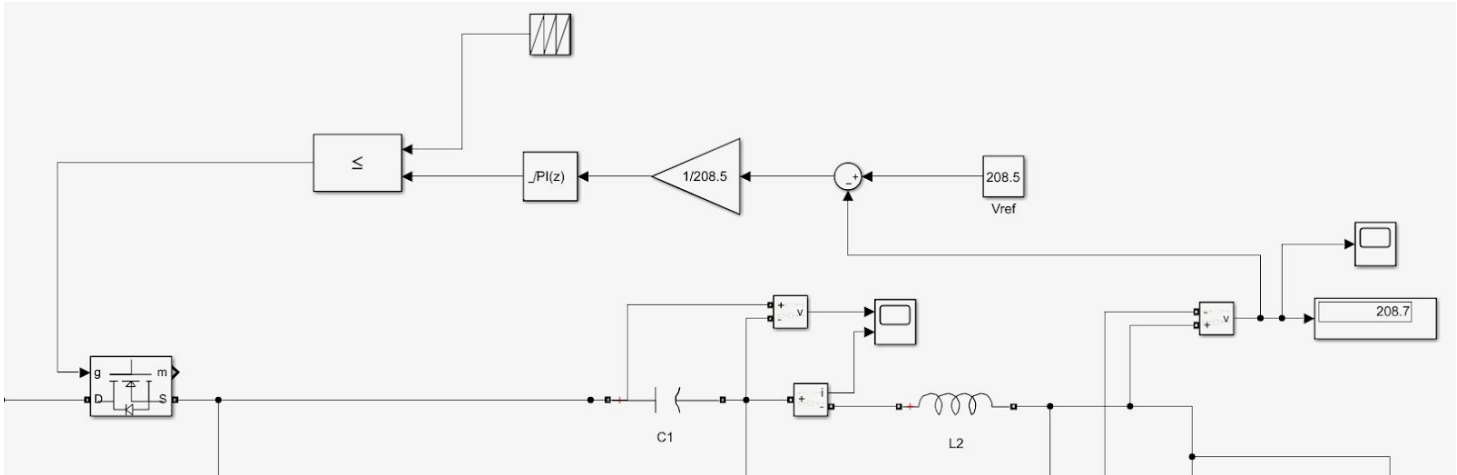 ≤
_/PI(z)
1/208.5
208.5
Vref
+
−
+
-
v
-
+
v
208.7
g
m
D
S
+
C1
+
i
-
+
L2